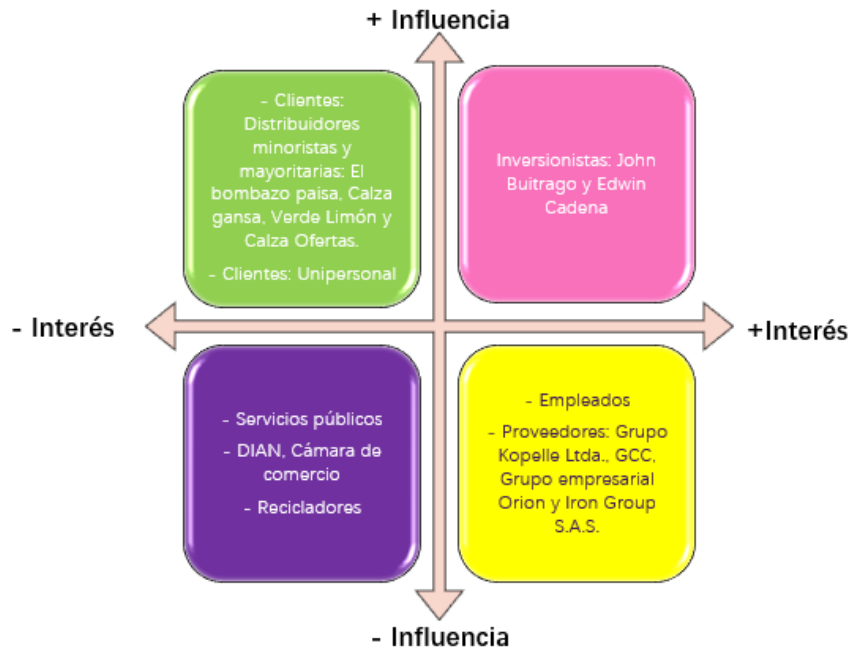 + Influencia
- Clientes:
Distribuidores
minoristas y
mayoritarias: El
bombazo paisa, Calza
gansa, Verde Limón y
Calza Ofertas.
- Clientes: Unipersonal
Inversionistas: John
Buitrago y Edwin
Cadena
- Interés
+Interés
- Servicios públicos
- DIAN, Cámara de
comercio
- Recicladores
- Empleados
- Proveedores: Grupo
Kopelle Ltda., GCC,
Grupo empresarial
Orion y Iron Group
S.A.S.
- Influencia